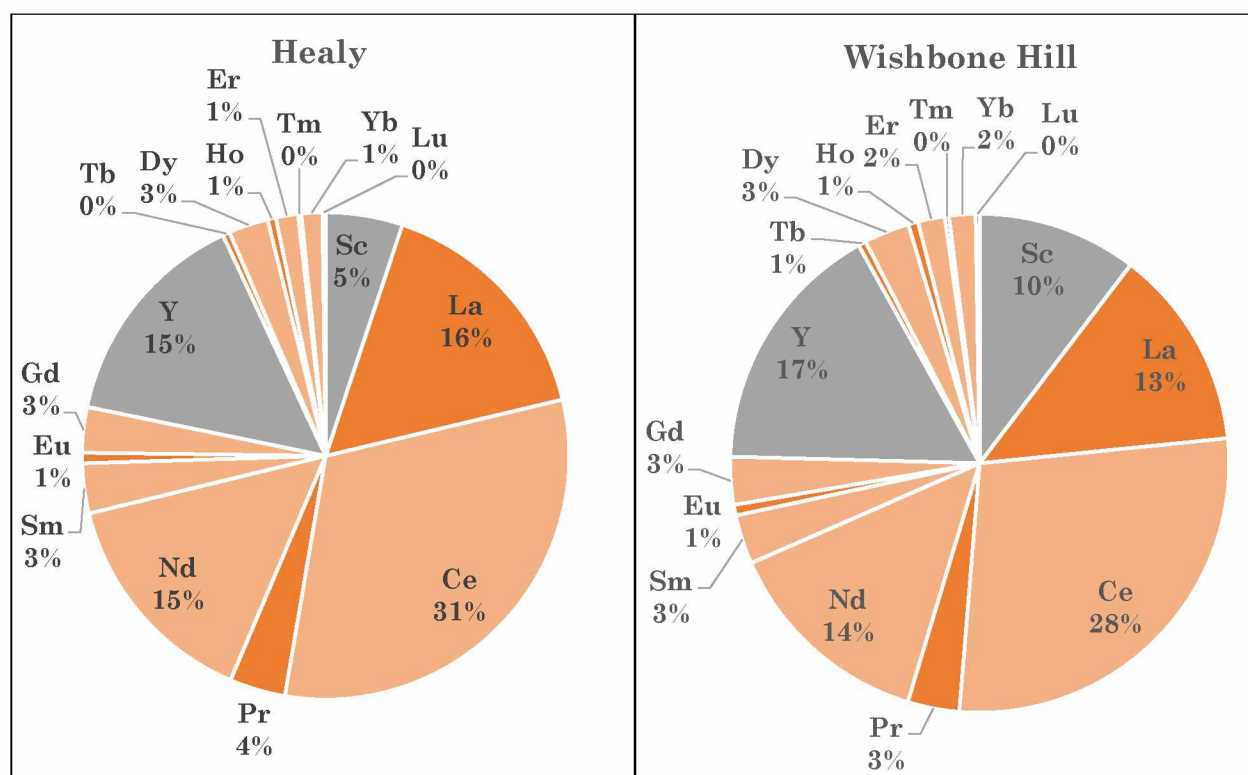 Healy
Er
1%
Tm
0%
Yb
1%
Lu
0%
Tb
0%
Dy
3%
Ho
1%
Sc
5%
La
16%
Y
15%
Gd
3%
Eu
1%
Sm
3%
Nd
15%
Ce
31%
Pr
4%
Wishbone Hill
Dy
3%
Ho
1%
Er
2%
Tm
0%
Yb
2%
Lu
0%
Tb
1%
Sc
10%
La
13%
Y
17%
Gd
3%
Eu
1%
Sm
3%
Nd
14%
Ce
28%
Pr
3%